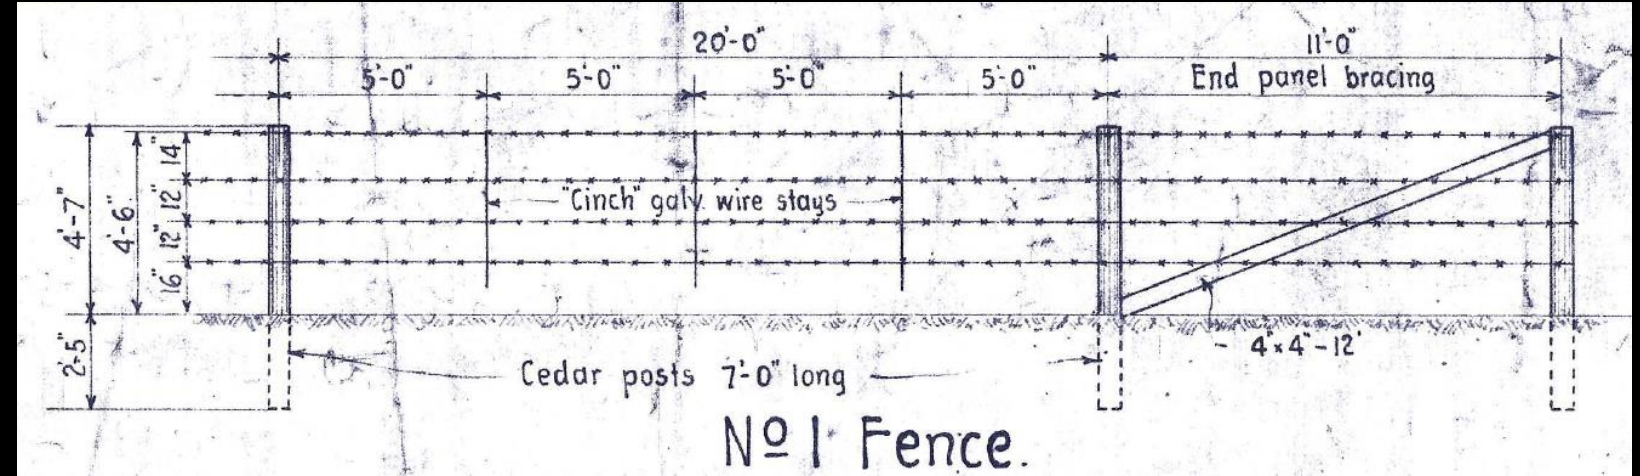 20'-0" 11'-0"
5'-0" 5'-0" 5'-0" 5'-0" End panel bracing
14"
12"
12"
16"
4'-6"
4'-7"
"Cinch" galv. wire stays
2'-5"
4"x4"-12'
Cedar posts 7'-0" long
Nº 1 Fence.